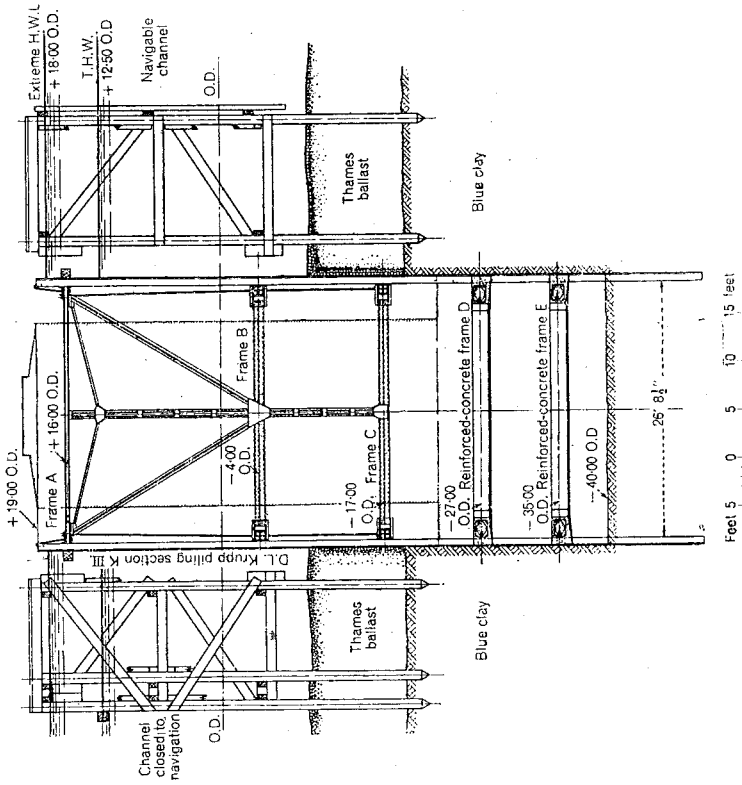 Extreme H.W.L
+ 18·00 O.D.
T.H.W.
+ 12·50 O.D
Navigable
channel
O.D.
Thames
ballast
Blue clay
+ 19·00 O.D.
Frame A
+ 16·00 O.D.
Frame B
– 4·00
O.D.
– 17·00
O.D.
Frame C
– 27·00
O.D.
Reinforced-concrete frame D
– 35·00
O.D.
Reinforced-concrete frame E
– 40·00 O.D
26' 8½"
D.L. Krupp piling section K III
Channel
closed to
navigation
O.D.
Thames
ballast
Blue clay
Feet 5 0 5 10 15 feet